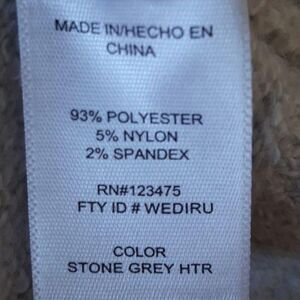 MADE IN/HECHO EN
CHINA
93% POLYESTER
5% NYLON
2% SPANDEX
RN#123475
FTY ID # WEDIRU
COLOR
STONE GREY HTR